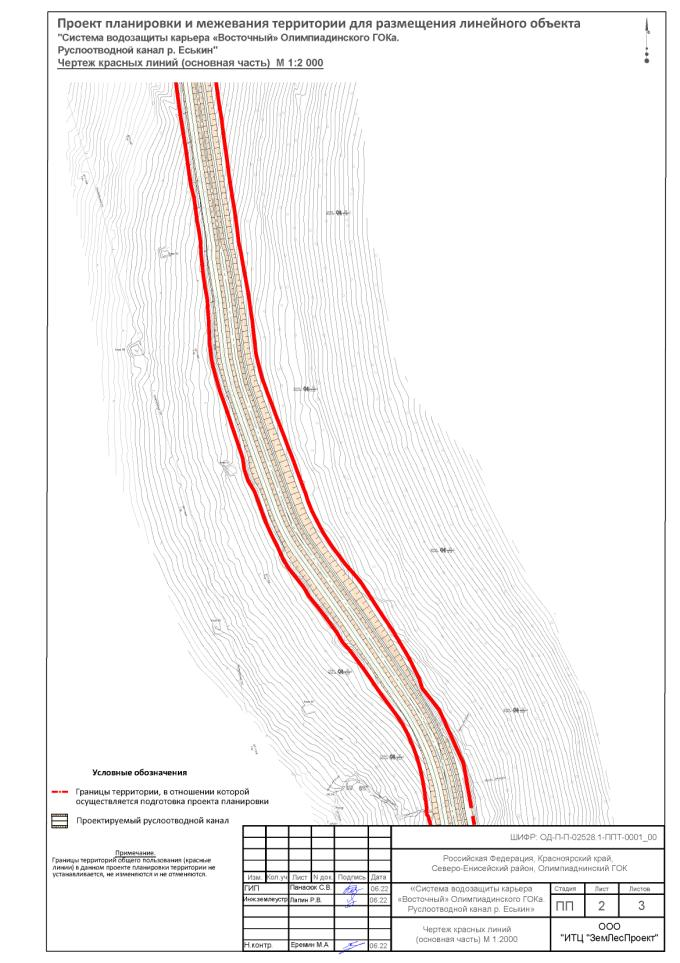 Проект планировки и межевания территории для размещения линейного объекта
"Система водозащиты карьера «Восточный» Олимпиадинского ГОКа.
Руслоотводной канал р. Еськин"
Чертеж красных линий (основная часть) М 1:2 000
Условные обозначения
Границы территории, в отношении которой
осуществляется подготовка проекта планировки
Проектируемый руслоотводной канал
Примечание.
Границы территорий общего пользования (красные
линии) в данном проекте планировки территории не
устанавливается, не изменяются и не отменяются.
ШИФР: ОД-П-П-02528.1-ППТ-0001_00
Российская Федерация, Красноярский край,
Северо-Енисейский район, Олимпиаднинский ГОК
Изм. Кол.уч Лист N док. Подпись Дата
ГИП Панасюк С.В. 06.22
Инж.землеустр. Лапин Р.В. 06.22
Н.контр. Еремин М.А 06.22
«Система водозащиты карьера
«Восточный» Олимпиадинского ГОКа.
Руслоотводной канал р. Еськин»
Стадия Лист Листов
ПП 2 3
Чертеж красных линий
(основная часть) М 1:2000
ООО
"ИТЦ "ЗемЛесПроект"